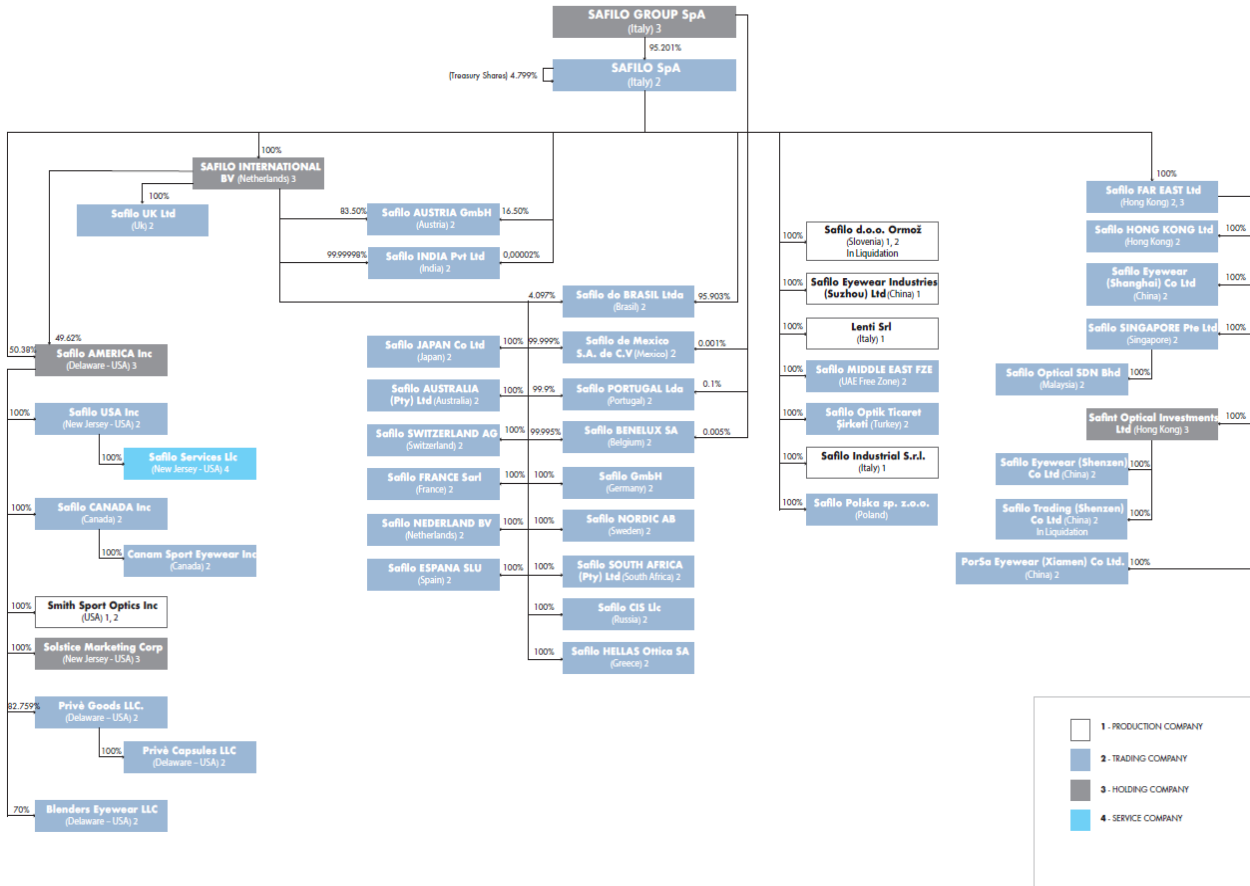 SAFILO GROUP SpA
(Italy) 3
95.201%
(Treasury Shares) 4.799%
SAFILO SpA
(Italy) 2
100%
SAFILO INTERNATIONAL
BV (Netherlands) 3
100%
Safilo UK Ltd
(Uk) 2
49.62%
50.38%
Safilo AMERICA Inc
(Delaware - USA) 3
100%
Safilo USA Inc
(New Jersey - USA) 2
100%
Safilo Services Llc
(New Jersey - USA) 4
100%
Safilo CANADA Inc
(Canada) 2
100%
Canam Sport Eyewear Inc
(Canada) 2
100%
Smith Sport Optics Inc
(USA) 1, 2
100%
Solstice Marketing Corp
(New Jersey - USA) 3
82.759%
Privè Goods LLC.
(Delaware – USA) 2
100%
Privè Capsules LLC
(Delaware – USA) 2
70%
Blenders Eyewear LLC
(Delaware – USA) 2
83.50%
Safilo AUSTRIA GmbH
(Austria) 2
16.50%
99.99998%
Safilo INDIA Pvt Ltd
(India) 2
0,00002%
4.097%
Safilo do BRASIL Ltda
(Brasil) 2
95.903%
Safilo JAPAN Co Ltd
(Japan) 2
100%
99.999%
Safilo de Mexico
S.A. de C.V (Mexico) 2
0.001%
Safilo AUSTRALIA
(Pty) Ltd (Australia) 2
100%
99.9%
Safilo PORTUGAL Lda
(Portugal) 2
0.1%
Safilo SWITZERLAND AG
(Switzerland) 2
100%
99.995%
Safilo BENELUX SA
(Belgium) 2
0.005%
Safilo FRANCE Sarl
(France) 2
100%
100%
Safilo GmbH
(Germany) 2
Safilo NEDERLAND BV
(Netherlands) 2
100%
100%
Safilo NORDIC AB
(Sweden) 2
Safilo ESPANA SLU
(Spain) 2
100%
100%
Safilo SOUTH AFRICA
(Pty) Ltd (South Africa) 2
100%
Safilo CIS Llc
(Russia) 2
100%
Safilo HELLAS Ottica SA
(Greece) 2
100%
Safilo d.o.o. Ormož
(Slovenia) 1, 2
In Liquidation
100%
Safilo Eyewear Industries
(Suzhou) Ltd (China) 1
100%
Lenti Srl
(Italy) 1
100%
Safilo MIDDLE EAST FZE
(UAE Free Zone) 2
100%
Safilo Optik Ticaret
Şirketi (Turkey) 2
100%
Safilo Industrial S.r.l.
(Italy) 1
100%
Safilo Polska sp. z.o.o.
(Poland)
100%
Safilo FAR EAST Ltd
(Hong Kong) 2, 3
Safilo HONG KONG Ltd
(Hong Kong) 2
100%
Safilo Eyewear
(Shanghai) Co Ltd
(China) 2
100%
Safilo SINGAPORE Pte Ltd
(Singapore) 2
100%
Safilo Optical SDN Bhd
(Malaysia) 2
100%
Safint Optical Investments
Ltd (Hong Kong) 3
100%
Safilo Eyewear (Shenzen)
Co Ltd (China) 2
100%
Safilo Trading (Shenzen)
Co Ltd (China) 2
In Liquidation
100%
PorSa Eyewear (Xiamen) Co Ltd.
(China) 2
100%
1 - PRODUCTION COMPANY
2 - TRADING COMPANY
3 - HOLDING COMPANY
4 - SERVICE COMPANY